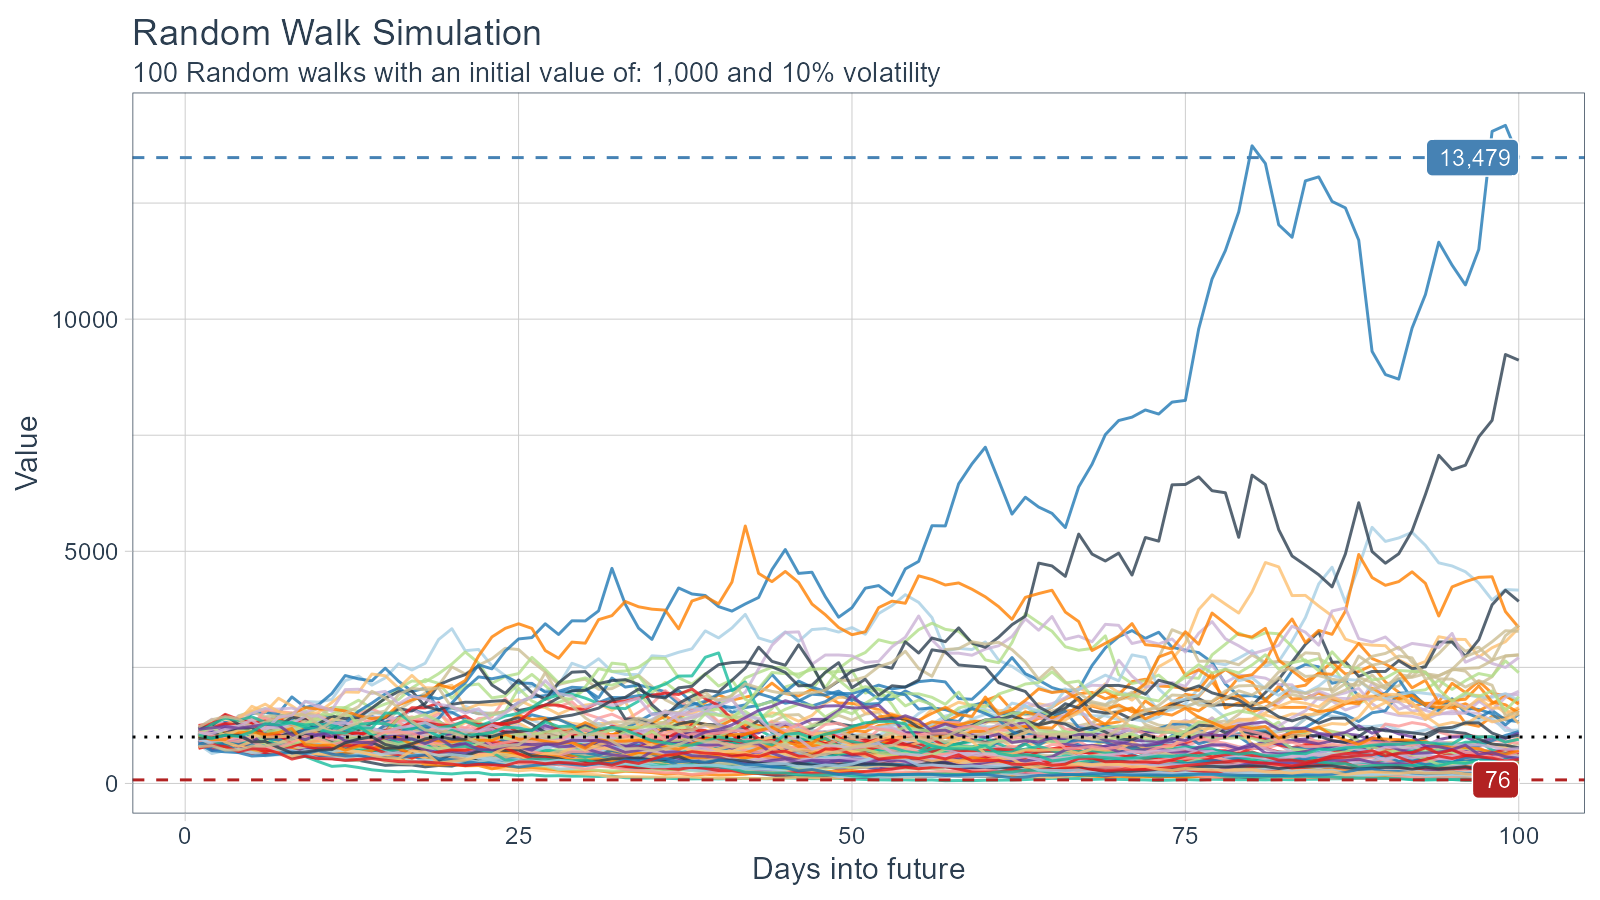 Random Walk Simulation
100 Random walks with an initial value of: 1,000 and 10% volatility
13,479
10000
Value
5000
0
76
0 25 50 75 100
Days into future